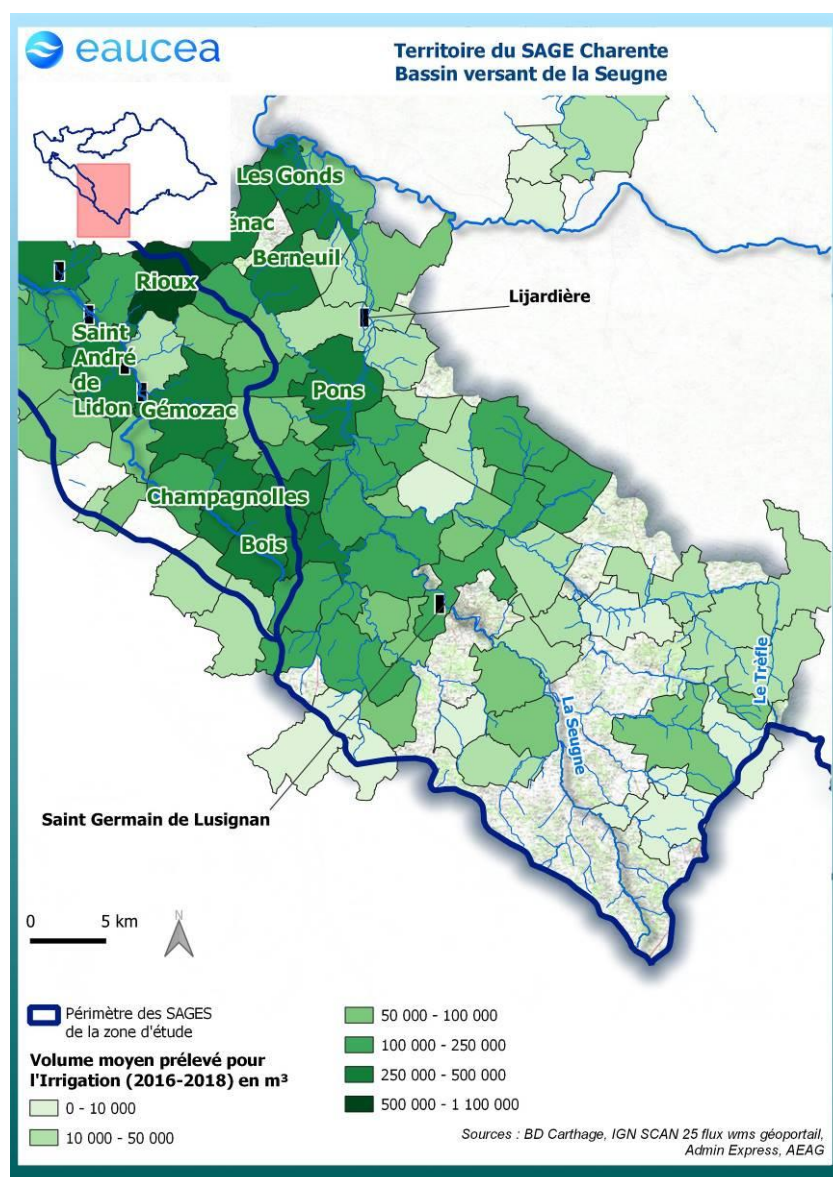 eaucea
Territoire du SAGE Charente
Bassin versant de la Seugne
Les Gonds
énac
Berneuil
Rioux
Lijardière
Saint
André
de
Lidon
Pons
Gémozac
Champagnolles
Bois
Le Trèfle
La Seugne
Saint Germain de Lusignan
0 5 km
N
Périmètre des SAGES
de la zone d'étude
Volume moyen prélevé pour
l'Irrigation (2016-2018) en m³
0 - 10 000
10 000 - 50 000
50 000 - 100 000
100 000 - 250 000
250 000 - 500 000
500 000 - 1 100 000
Sources : BD Carthage, IGN SCAN 25 flux wms géoportail,
Admin Express, AEAG